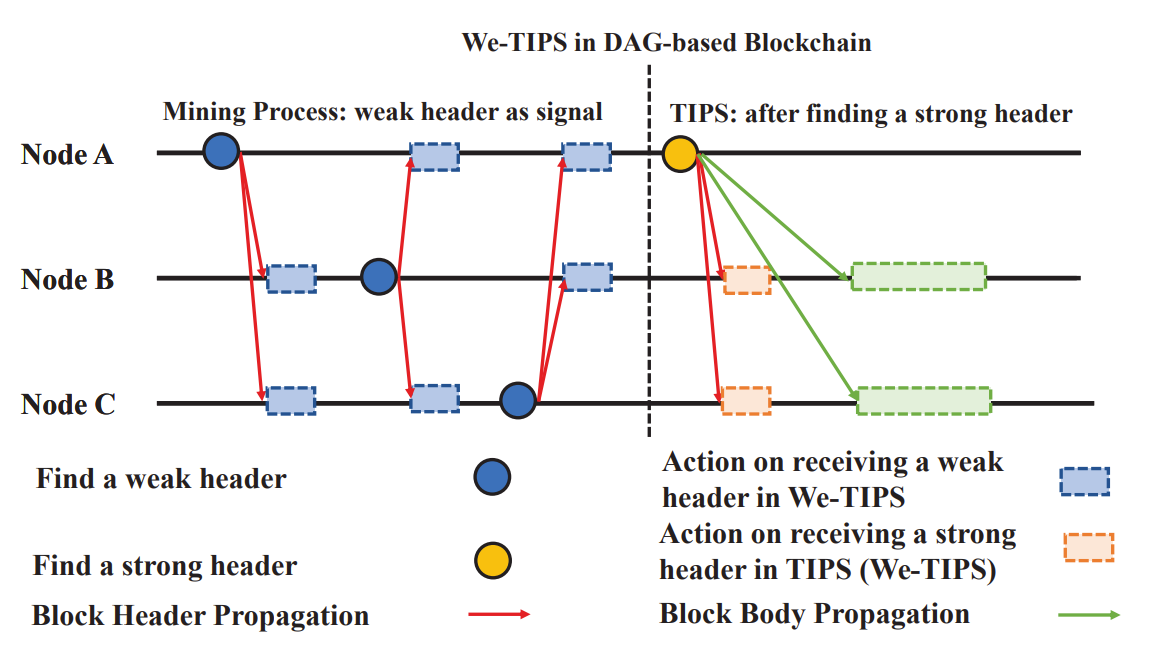 We-TIPS in DAG-based Blockchain
Mining Process: weak header as signal
TIPS: after finding a strong header
Node A
Node B
Node C
Find a weak header
Find a strong header
Block Header Propagation
Action on receiving a weak
header in We-TIPS
Action on receiving a strong
header in TIPS (We-TIPS)
Block Body Propagation